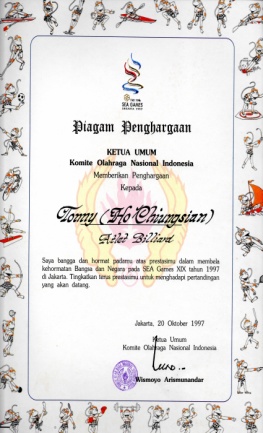 SEA GAMES
Piagam Penghargaan
KETUA UMUM
Komite Olahraga Nasional Indonesia
Memberikan Penghargaan
Kepada
Tonny (Ho Chiungsian)
Atlet Billiard
Saya bangga dan hormat padamu atas prestasimu dalam membela
kehormatan Bangsa dan Negara pada SEA Games XIX tahun 1997
di Jakarta. Tingkatkan terus prestasimu untuk menghadapi pertandingan
yang akan datang.
Jakarta, 20 Oktober 1997
Ketua Umum
Komite Olahraga Nasional Indonesia
Wismoyo Arismunandar